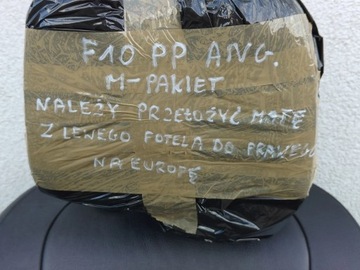 F10 PP ANG.
M-PAKIET
NALEŻY PRZEŁOŻYĆ MATĘ
Z LEWEGO FOTELA DO PRAWEGO
NA EUROPĘ